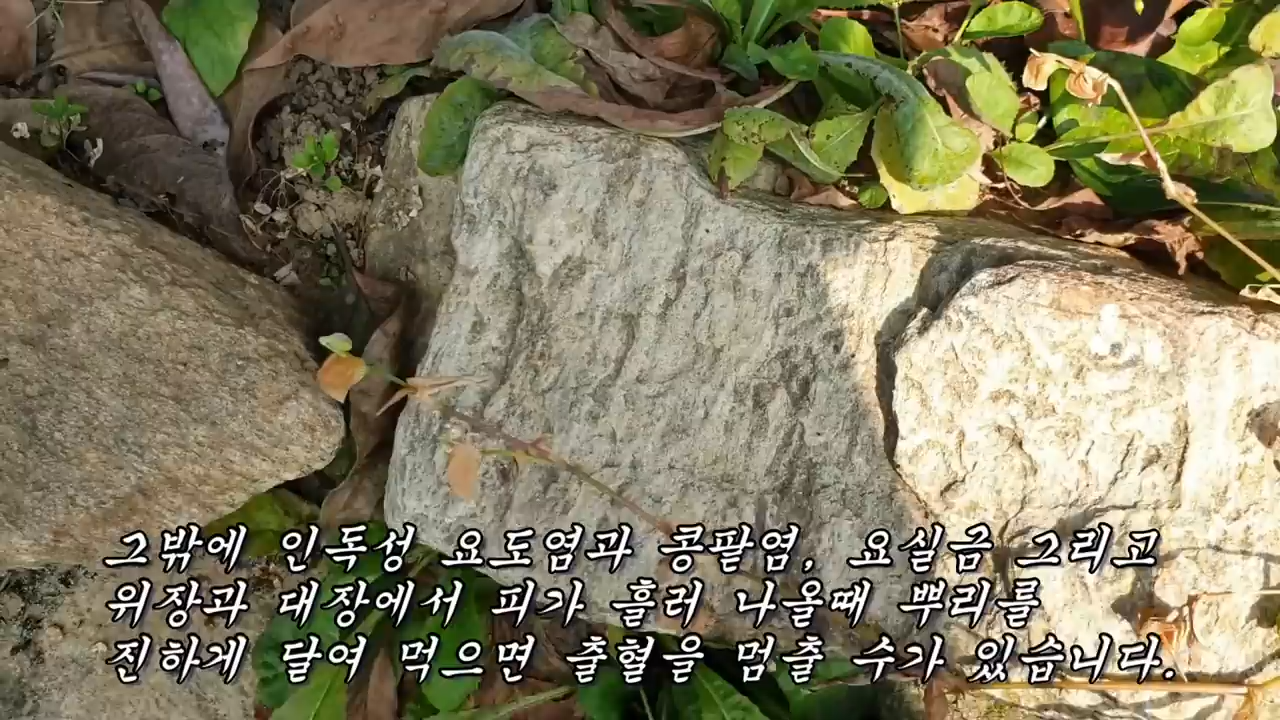 그밖에 인독성 요도염과 콩팥염, 요실금 그리고
위장과 대장에서 피가 흘러 나올때 뿌리를
진하게 달여 먹으면 출혈을 멈출 수가 있습니다.